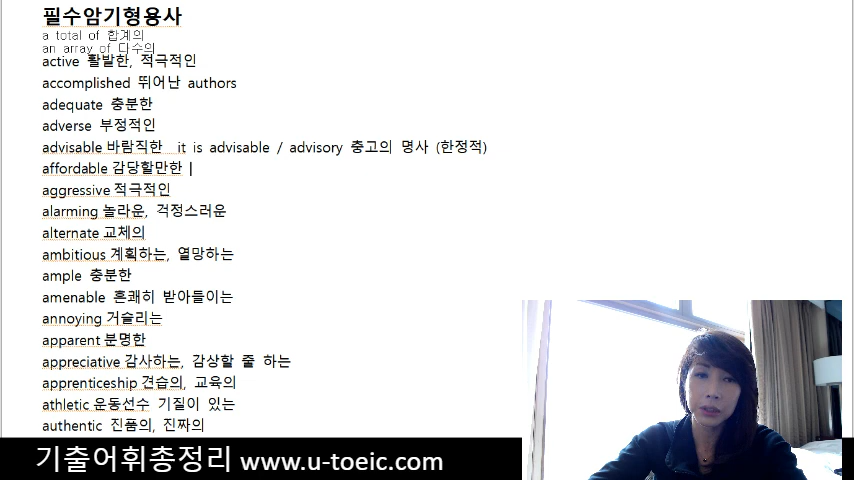 필수암기형용사
a total of 합계의
an array of 다수의
active 활발한, 적극적인
accomplished 뛰어난 authors
adequate 충분한
adverse 부정적인
advisable 바람직한 it is advisable / advisory 충고의 명사 (한정적)
affordable 감당할만한
aggressive 적극적인
alarming 놀라운, 걱정스러운
alternate 교체의
ambitious 계획하는, 열망하는
ample 충분한
amenable 흔쾌히 받아들이는
annoying 거슬리는
apparent 분명한
appreciative 감사하는, 감상할 줄 하는
apprenticeship 견습의, 교육의
athletic 운동선수 기질이 있는
authentic 진품의, 진짜의
기출어휘총정리 www.u-toeic.com